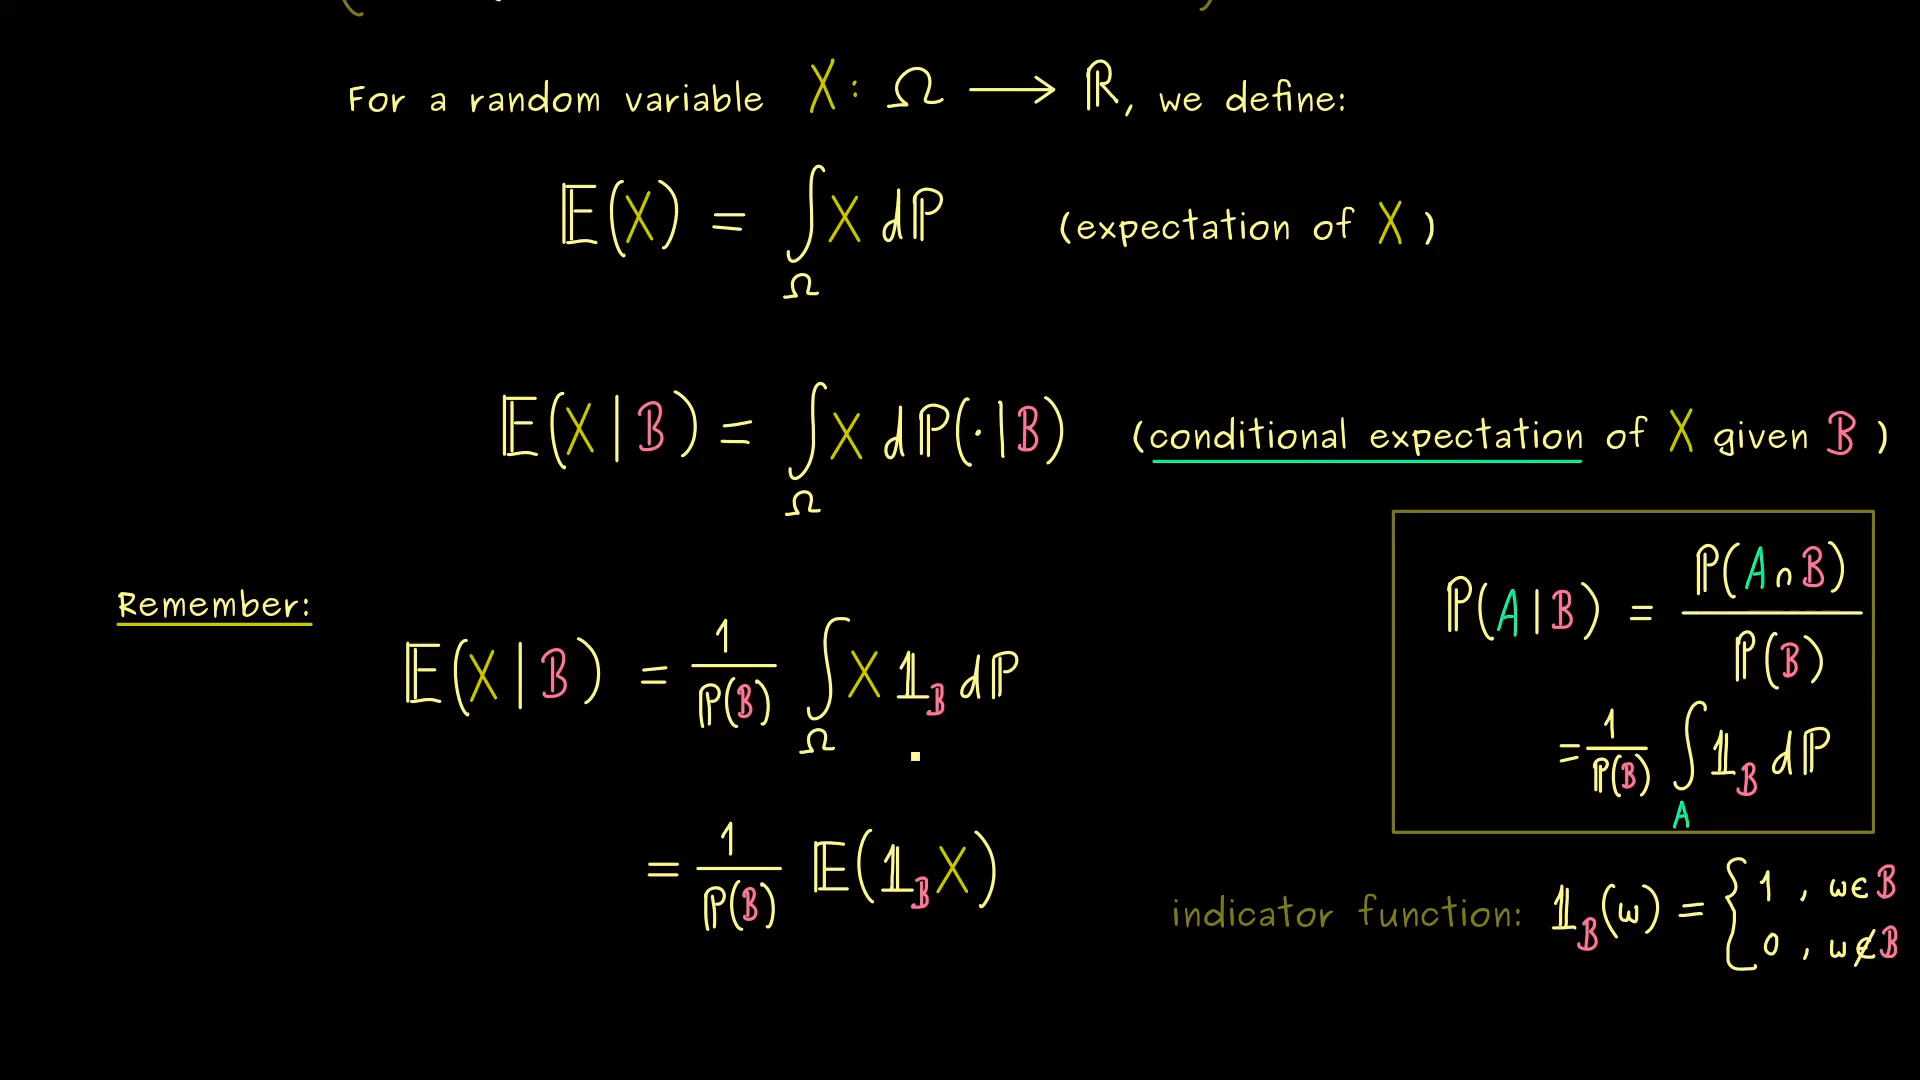 For a random variable X: Ω ⟶ ℝ, we define:
𝔼(X) = ∫_Ω X dℙ (expectation of X)
𝔼(X|B) = ∫_Ω X dℙ(·|B) (conditional expectation of X given B)
Remember:
𝔼(X|B) = 1/ℙ(B) ∫_Ω X 𝟙_B dℙ
= 1/ℙ(B) 𝔼(𝟙_B X)
ℙ(A|B) = ℙ(A∩B)/ℙ(B)
= 1/ℙ(B) ∫_A 𝟙_B dℙ
indicator function: 𝟙_B(ω) = { 1 , ω∈B
0 , ω∉B